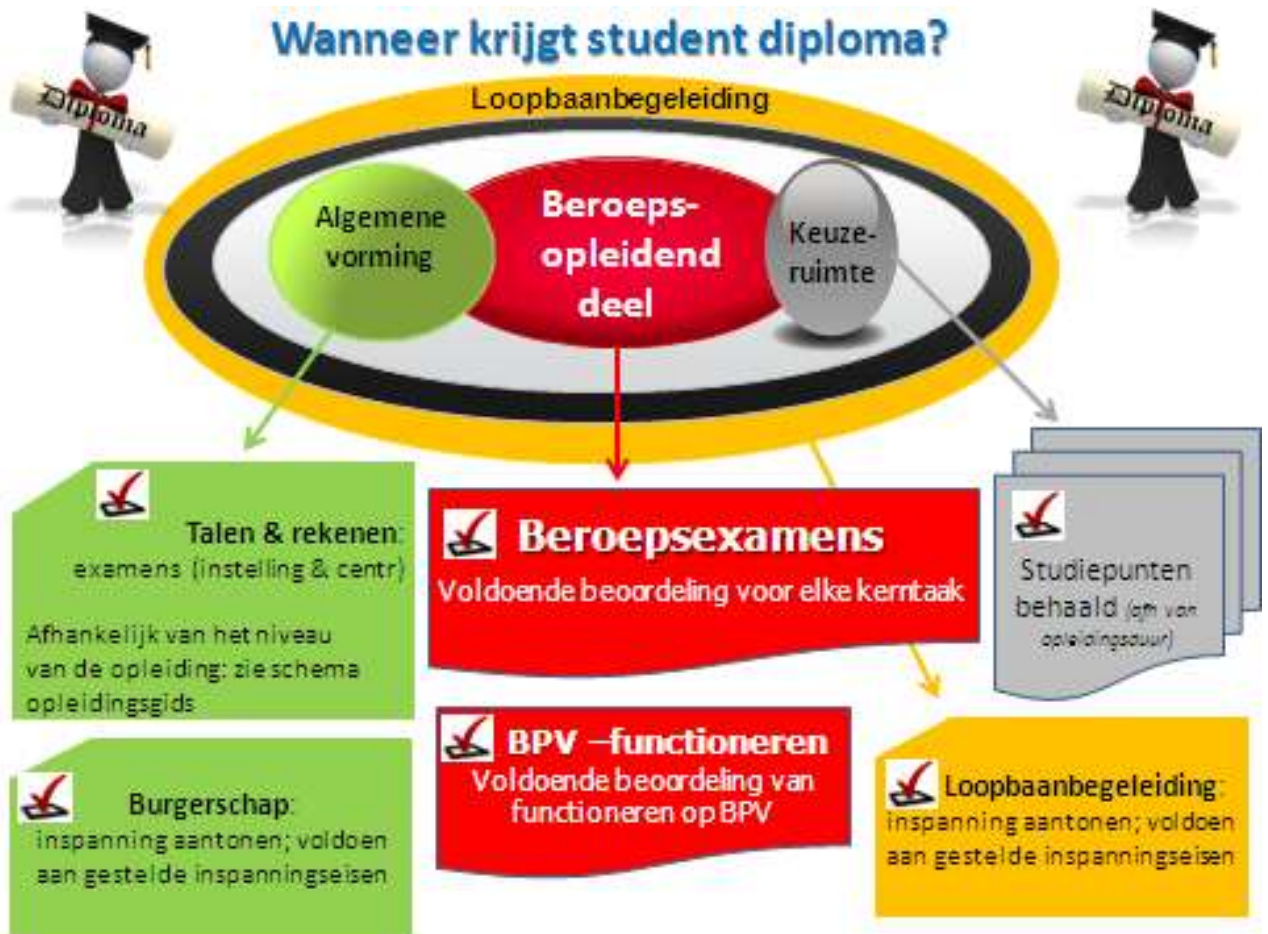 Wanneer krijgt student diploma?
Diploma
Diploma
Loopbaanbegeleiding
Algemene
vorming
Beroeps-
opleidend
deel
Keuze-
ruimte
Talen & rekenen:
examens (instelling & centr)
Afhankelijk van het niveau
van de opleiding: zie schema
opleidingsgids
Burgerschap:
inspanning aantonen; voldoen
aan gestelde inspanningseisen
Beroepsexamens
Voldoende beoordeling voor elke kerntaak
BPV –functioneren
Voldoende beoordeling van
functioneren op BPV
Studiepunten
behaald (afh van
opleidingsduur)
Loopbaanbegeleiding:
inspanning aantonen; voldoen
aan gestelde inspanningseisen